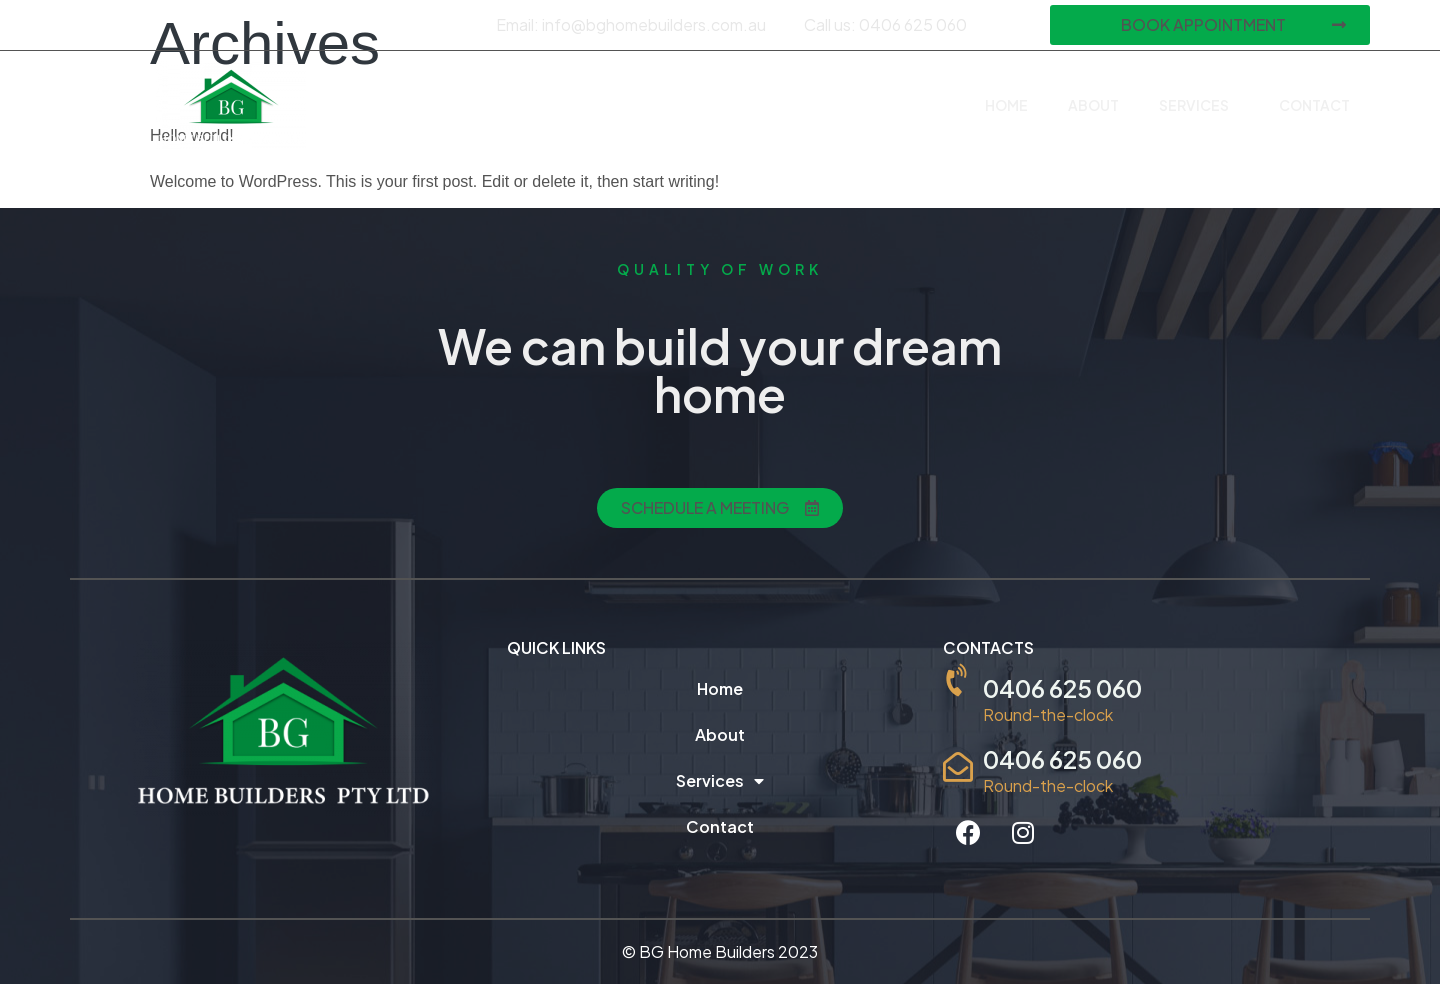 Archives
Email: info@bghomebuilders.com.au
Call us: 0406 625 060
BOOK APPOINTMENT
BG
HOME
ABOUT
SERVICES
CONTACT
Hello world!
Welcome to WordPress. This is your first post. Edit or delete it, then start writing!
QUALITY OF WORK
We can build your dream
home
SCHEDULE A MEETING
BG
HOME BUILDERS PTY LTD
QUICK LINKS
Home
About
Services
Contact
CONTACTS
0406 625 060
Round-the-clock
0406 625 060
Round-the-clock
© BG Home Builders 2023